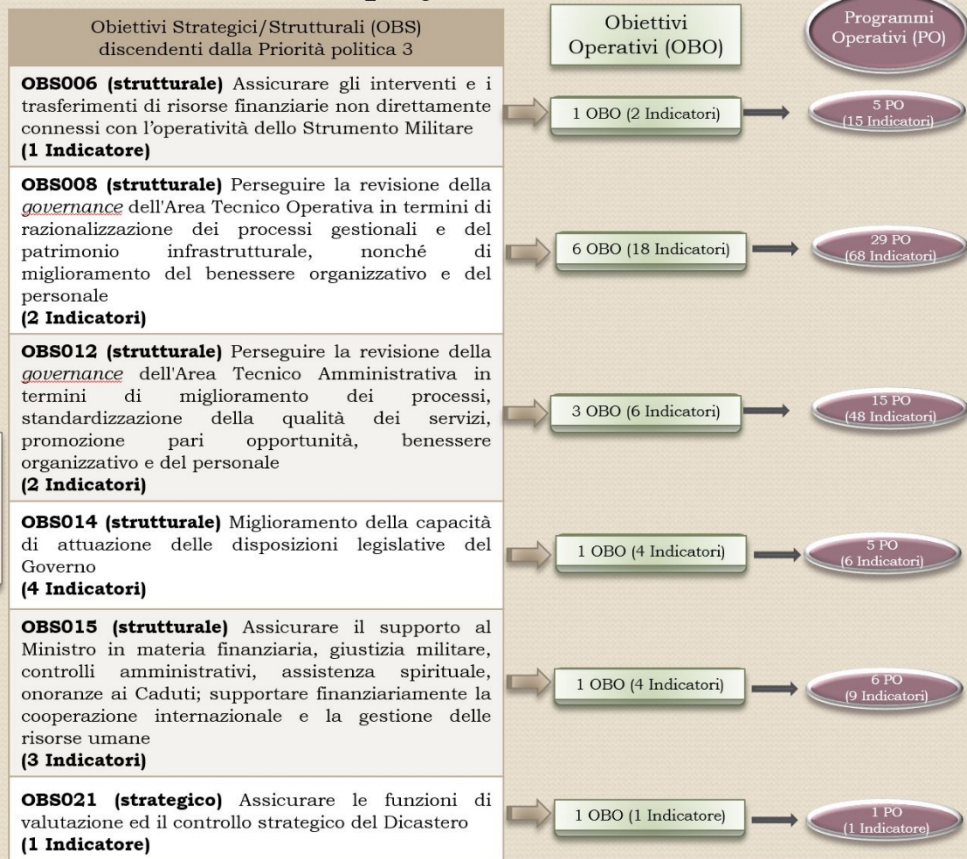 Obiettivi Strategici/Strutturali (OBS)
discendenti dalla Priorità politica 3
Obiettivi
Operativi (OBO)
Programmi
Operativi (PO)
OBS006 (strutturale) Assicurare gli interventi e i
trasferimenti di risorse finanziarie non direttamente
connessi con l'operatività dello Strumento Militare
(1 Indicatore)
1 OBO (2 Indicatori)
5 PO
(15 Indicatori)
OBS008 (strutturale) Perseguire la revisione della
governance dell'Area Tecnico Operativa in termini di
razionalizzazione dei processi gestionali e del
patrimonio infrastrutturale, nonché di
miglioramento del benessere organizzativo e del
personale
(2 Indicatori)
6 OBO (18 Indicatori)
29 PO
(68 Indicatori)
OBS012 (strutturale) Perseguire la revisione della
governance dell'Area Tecnico Amministrativa in
termini di miglioramento dei processi,
standardizzazione della qualità dei servizi,
promozione pari opportunità, benessere
organizzativo e del personale
(2 Indicatori)
3 OBO (6 Indicatori)
15 PO
(48 Indicatori)
OBS014 (strutturale) Miglioramento della capacità
di attuazione delle disposizioni legislative del
Governo
(4 Indicatori)
1 OBO (4 Indicatori)
5 PO
(6 Indicatori)
OBS015 (strutturale) Assicurare il supporto al
Ministro in materia finanziaria, giustizia militare,
controlli amministrativi, assistenza spirituale,
onoranze ai Caduti; supportare finanziariamente la
cooperazione internazionale e la gestione delle
risorse umane
(3 Indicatori)
1 OBO (4 Indicatori)
6 PO
(9 Indicatori)
OBS021 (strategico) Assicurare le funzioni di
valutazione ed il controllo strategico del Dicastero
(1 Indicatore)
1 OBO (1 Indicatore)
1 PO
(1 Indicatore)